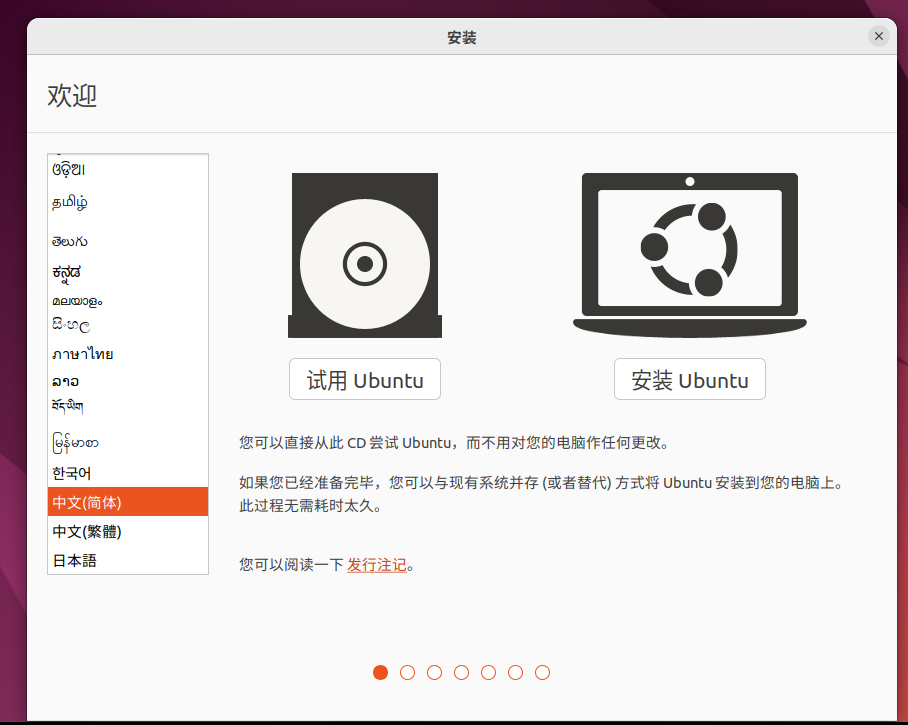 安装
欢迎
ଓଡ଼ିଆ
தமிழ்
తెలుగు
ಕನ್ನಡ
മലയാളം
සිංහල
ภาษาไทย
ລາວ
བོད་ཡིག
မြန်မာစာ
한국어
中文(简体)
中文(繁體)
日本語
试用 Ubuntu
安装 Ubuntu
您可以直接从此 CD 尝试 Ubuntu，而不用对您的电脑作任何更改。
如果您已经准备完毕，您可以与现有系统并存 (或者替代) 方式将 Ubuntu 安装到您的电脑上。
此过程无需耗时太久。
您可以阅读一下 发行注记。